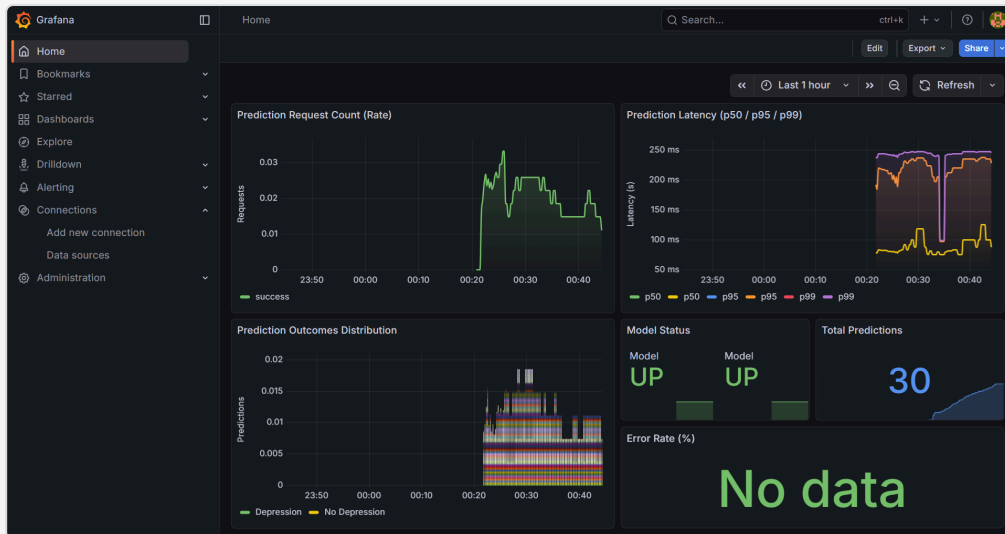 Grafana
Home
Search...
ctrl+k
Home
Edit
Export
Share
Bookmarks
Starred
Last 1 hour
Refresh
Dashboards
Explore
Drilldown
Alerting
Connections
Add new connection
Data sources
Administration
Prediction Request Count (Rate)
Requests
0.03
0.02
0.01
0
23:50 00:00 00:10 00:20 00:30 00:40
success
Prediction Latency (p50 / p95 / p99)
Latency (s)
250 ms
200 ms
150 ms
100 ms
50 ms
23:50 00:00 00:10 00:20 00:30 00:40
p50 p50 p95 p95 p99 p99
Prediction Outcomes Distribution
Predictions
0.02
0.015
0.01
0.005
0
23:50 00:00 00:10 00:20 00:30 00:40
Depression No Depression
Model Status
Model Model
UP UP
Total Predictions
30
Error Rate (%)
No data